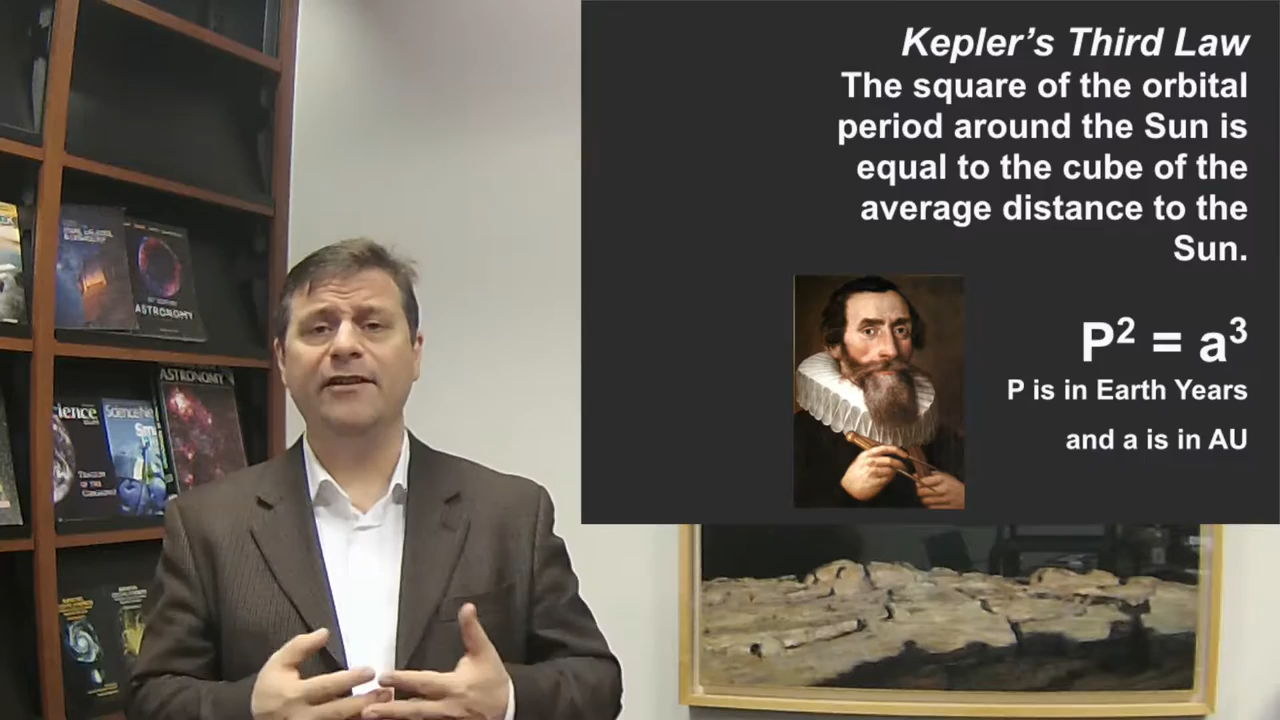 Kepler’s Third Law
The square of the orbital
period around the Sun is
equal to the cube of the
average distance to the
Sun.
P² = a³
P is in Earth Years
and a is in AU
ASTRONOMY
ASTRONOMY
Science Ne